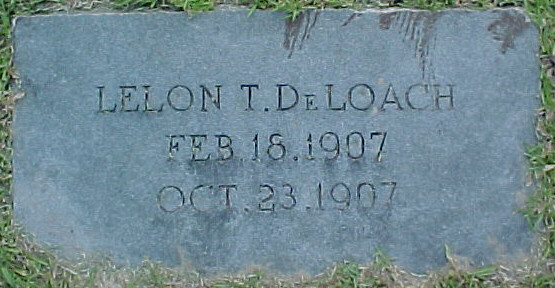 LELON T. DeLOACH
FEB. 18. 1907
OCT. 23. 1907